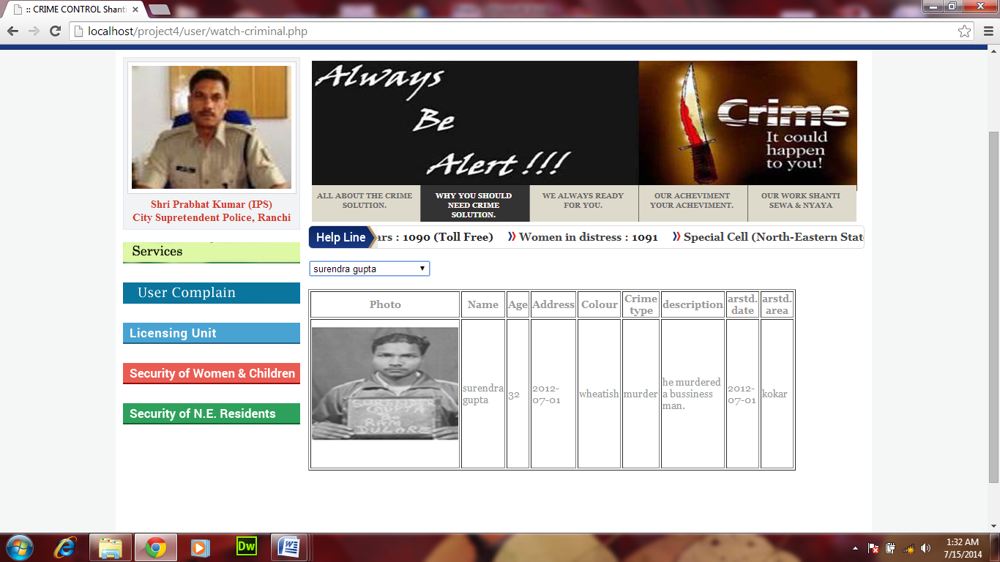 :: CRIME CONTROL Shanti
localhost/project4/user/watch-criminal.php
Shri Prabhat Kumar (IPS)
City Supretendent Police, Ranchi
Services
User Complain
Licensing Unit
Security of Women & Children
Security of N.E. Residents
Always
Be
Alert !!!
Crime
It could
happen
to you!
ALL ABOUT THE CRIME
SOLUTION.
WHY YOU SHOULD
NEED CRIME
SOLUTION.
WE ALWAYS READY
FOR YOU.
OUR ACHEVIMENT
YOUR ACHEVIMENT.
OUR WORK SHANTI
SEWA & NYAYA
Help Line ars : 1090 (Toll Free) Women in distress : 1091 Special Cell (North-Eastern Stat
surendra gupta
Photo Name Age Address Colour Crime type description arstd. date arstd. area
SURENDER
GUPTA
RAM
DULORE
surendra gupta
32
2012-07-01
wheatish
murder
he murdered
a bussiness
man.
2012-07-01
kokar
Dw
1:32 AM
7/15/2014